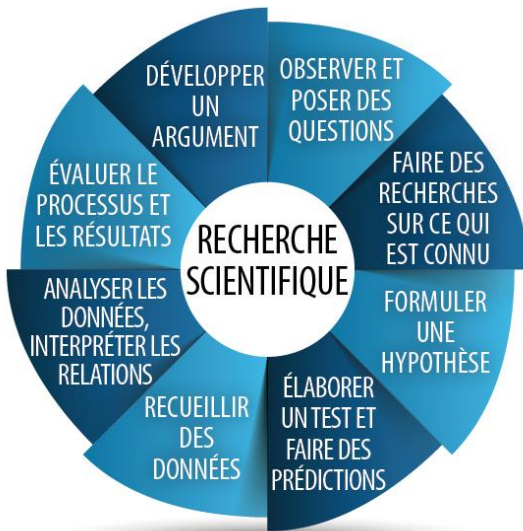 RECHERCHE
SCIENTIFIQUE
OBSERVER ET
POSER DES
QUESTIONS
FAIRE DES
RECHERCHES
SUR CE QUI
EST CONNU
FORMULER
UNE
HYPOTHÈSE
ÉLABORER
UN TEST ET
FAIRE DES
PRÉDICTIONS
RECUEILLIR
DES
DONNÉES
ANALYSER LES
DONNÉES,
INTERPRÉTER LES
RELATIONS
ÉVALUER LE
PROCESSUS ET
LES RÉSULTATS
DÉVELOPPER
UN
ARGUMENT